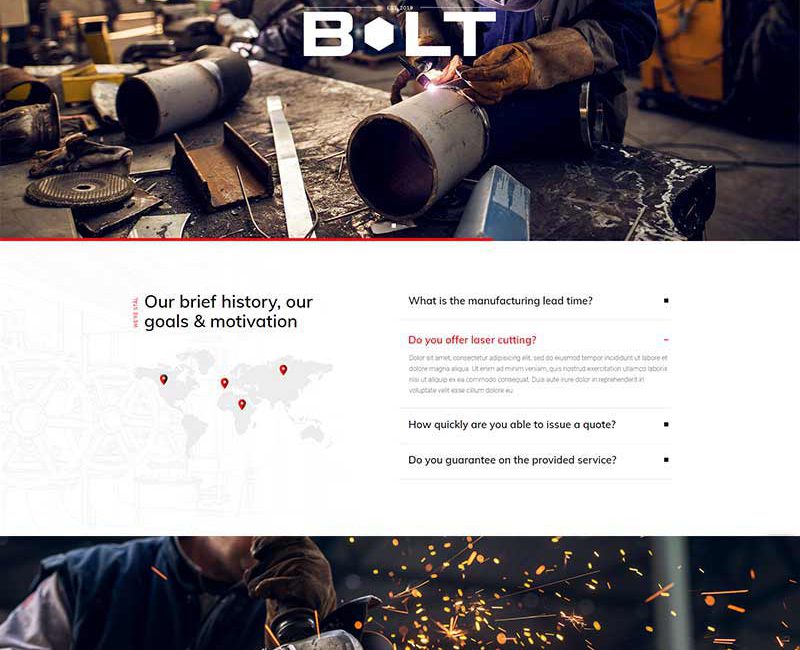 EST. 2019
BOLT
WE'RE STÅL
Our brief history, our
goals & motivation
What is the manufacturing lead time?
Do you offer laser cutting?
Dolor sit amet, consectetur adipisicing elit, sed do eiusmod tempor incididunt ut labore et
dolore magna aliqua. Ut enim ad minim veniam, quis nostrud exercitation ullamco laboris
nisi ut aliquip ex ea commodo consequat. Duis aute irure dolor in reprehenderit in
voluptate velit esse cillum dolore eu
How quickly are you able to issue a quote?
Do you guarantee on the provided service?